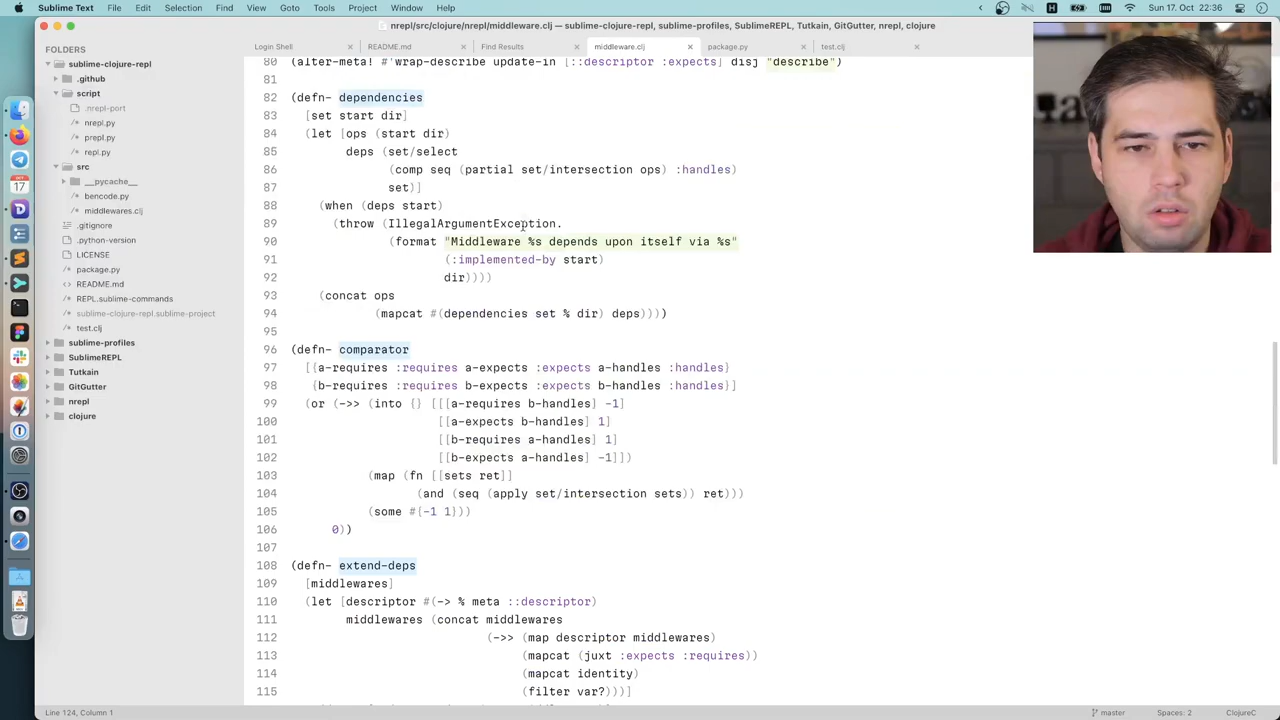 Sublime Text File Edit Selection Find View Goto Tools Project Window Help Sun 17. Oct 22:36
nrepl/src/clojure/nrepl/middleware.clj — sublime-clojure-repl, sublime-profiles, SublimeREPL, Tutkain, GitGutter, nrepl, clojure
Login Shell README.md Find Results middleware.clj package.py test.clj
FOLDERS
sublime-clojure-repl
.github
script
.nrepl-port
nrepl.py
prepl.py
repl.py
src
__pycache__
bencode.py
middlewares.clj
.gitignore
.python-version
LICENSE
package.py
README.md
REPL.sublime-commands
sublime-clojure-repl.sublime-project
test.clj
sublime-profiles
SublimeREPL
Tutkain
GitGutter
nrepl
clojure
80 (alter-meta! #'wrap-describe update-in [::descriptor :expects] disj "describe")
81
82 (defn- dependencies
83 [set start dir]
84 (let [ops (start dir)
85 deps (set/select
86 (comp seq (partial set/intersection ops) :handles)
87 set)]
88 (when (deps start)
89 (throw (IllegalArgumentException.
90 (format "Middleware %s depends upon itself via %s"
91 (:implemented-by start)
92 dir))))
93 (concat ops
94 (mapcat #(dependencies set % dir) deps))))
95
96 (defn- comparator
97 [{a-requires :requires a-expects :expects a-handles :handles}
98 {b-requires :requires b-expects :expects b-handles :handles}]
99 (or (->> (into {} [[[a-requires b-handles] -1]
100 [[a-expects b-handles] 1]
101 [[b-requires a-handles] 1]
102 [[b-expects a-handles] -1]])
103 (map (fn [[sets ret]]
104 (and (seq (apply set/intersection sets)) ret)))
105 (some #{-1 1}))
106 0))
107
108 (defn- extend-deps
109 [middlewares]
110 (let [descriptor #(-> % meta ::descriptor)
111 middlewares (concat middlewares
112 (->> (map descriptor middlewares)
113 (mapcat (juxt :expects :requires))
114 (mapcat identity)
115 (filter var?)))]
Line 124, Column 1 master Spaces: 2 ClojureC